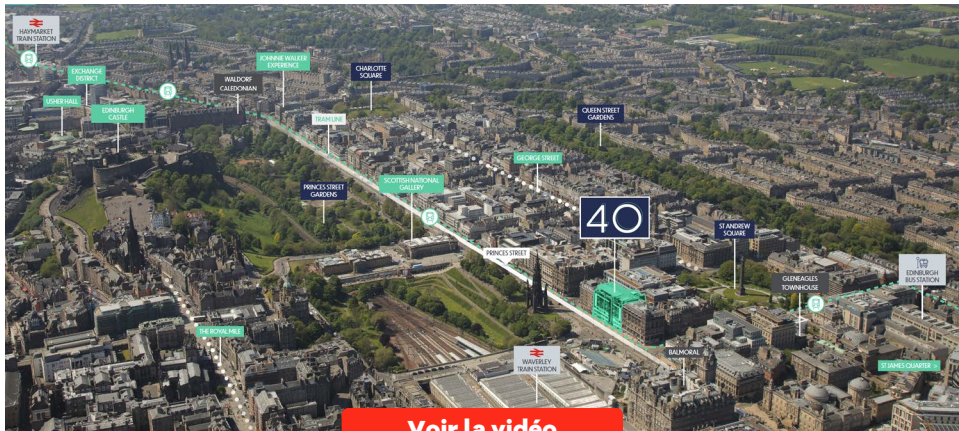 HAYMARKET
TRAIN STATION
EXCHANGE
DISTRICT
USHER HALL
EDINBURGH
CASTLE
WALDORF
CALEDONIAN
JOHNNIE WALKER
EXPERIENCE
CHARLOTTE
SQUARE
TRAM LINE
QUEEN STREET
GARDENS
GEORGE STREET
PRINCES STREET
GARDENS
SCOTTISH NATIONAL
GALLERY
40
ST ANDREW
SQUARE
PRINCES STREET
GLENEAGLES
TOWNHOUSE
EDINBURGH
BUS STATION
THE ROYAL MILE
WAVERLEY
TRAIN STATION
BALMORAL
ST JAMES QUARTER >
Voir la vidéo